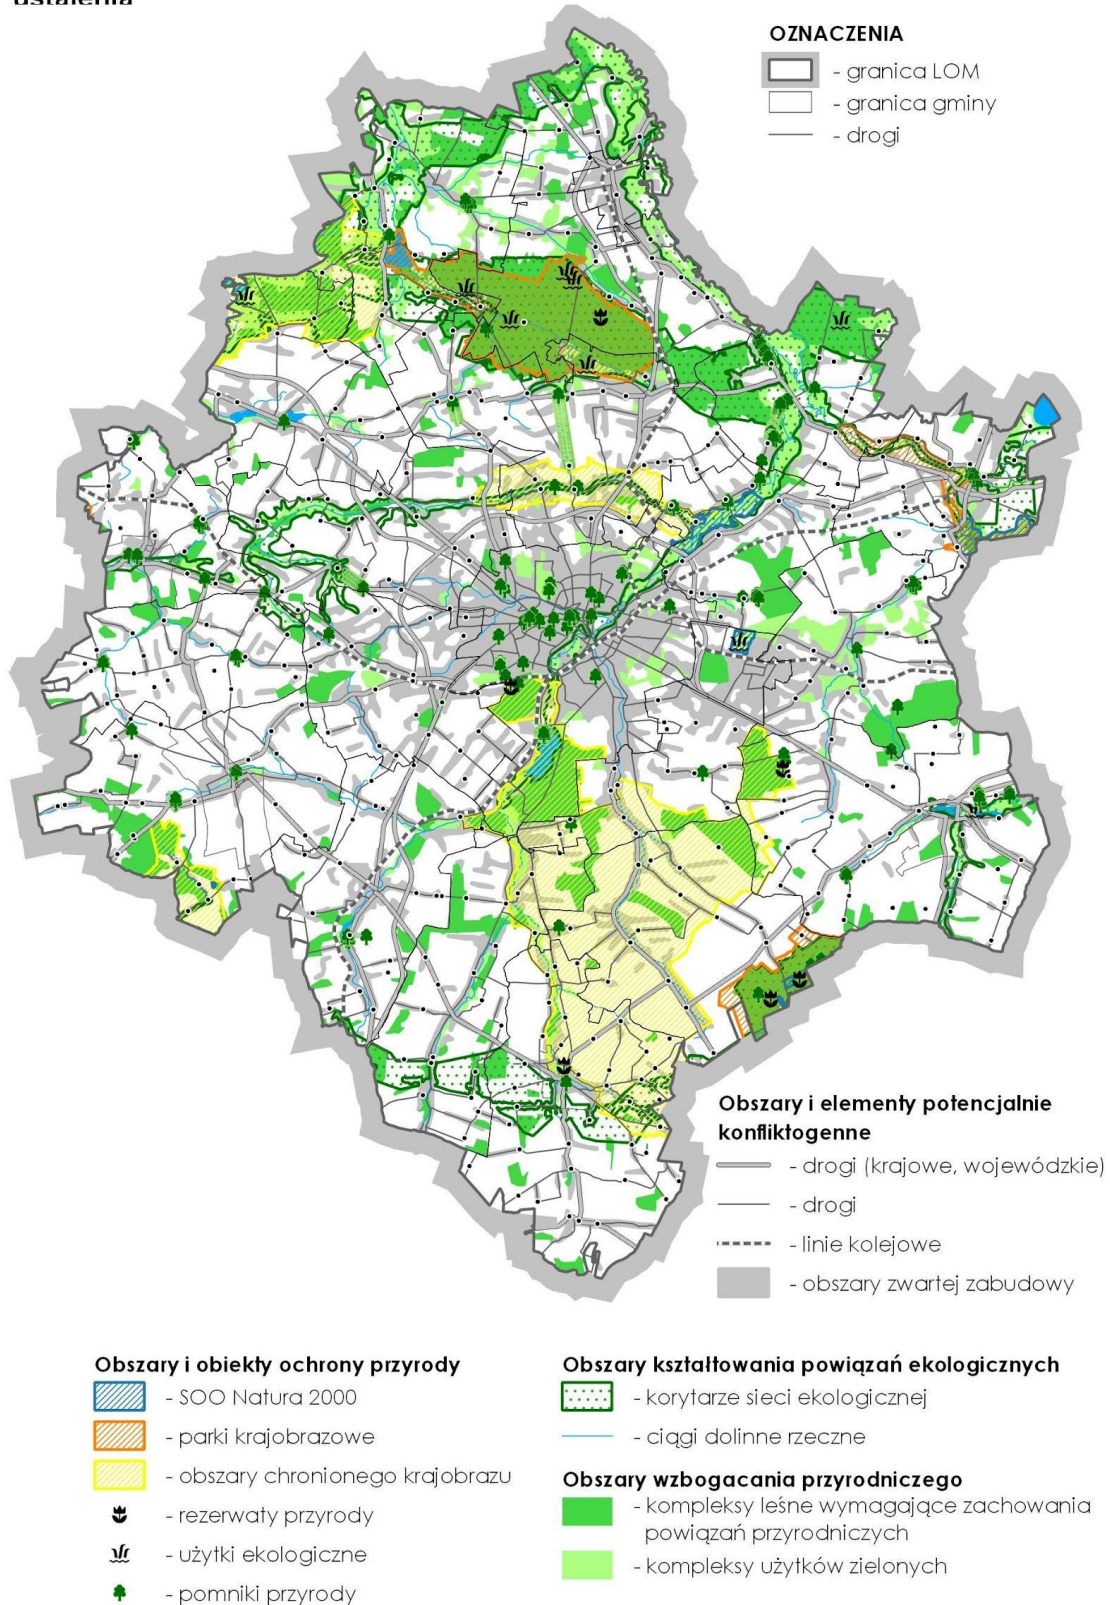 ustalenia
OZNACZENIA
- granica LOM
- granica gminy
- drogi
Obszary i elementy potencjalnie
konfliktogenne
- drogi (krajowe, wojewódzkie)
- drogi
- linie kolejowe
- obszary zwartej zabudowy
Obszary i obiekty ochrony przyrody
- SOO Natura 2000
- parki krajobrazowe
- obszary chronionego krajobrazu
- rezerwaty przyrody
- użytki ekologiczne
- pomniki przyrody
Obszary kształtowania powiązań ekologicznych
- korytarze sieci ekologicznej
- ciągi dolinne rzeczne
Obszary wzbogacania przyrodniczego
- kompleksy leśne wymagające zachowania
powiązań przyrodniczych
- kompleksy użytków zielonych